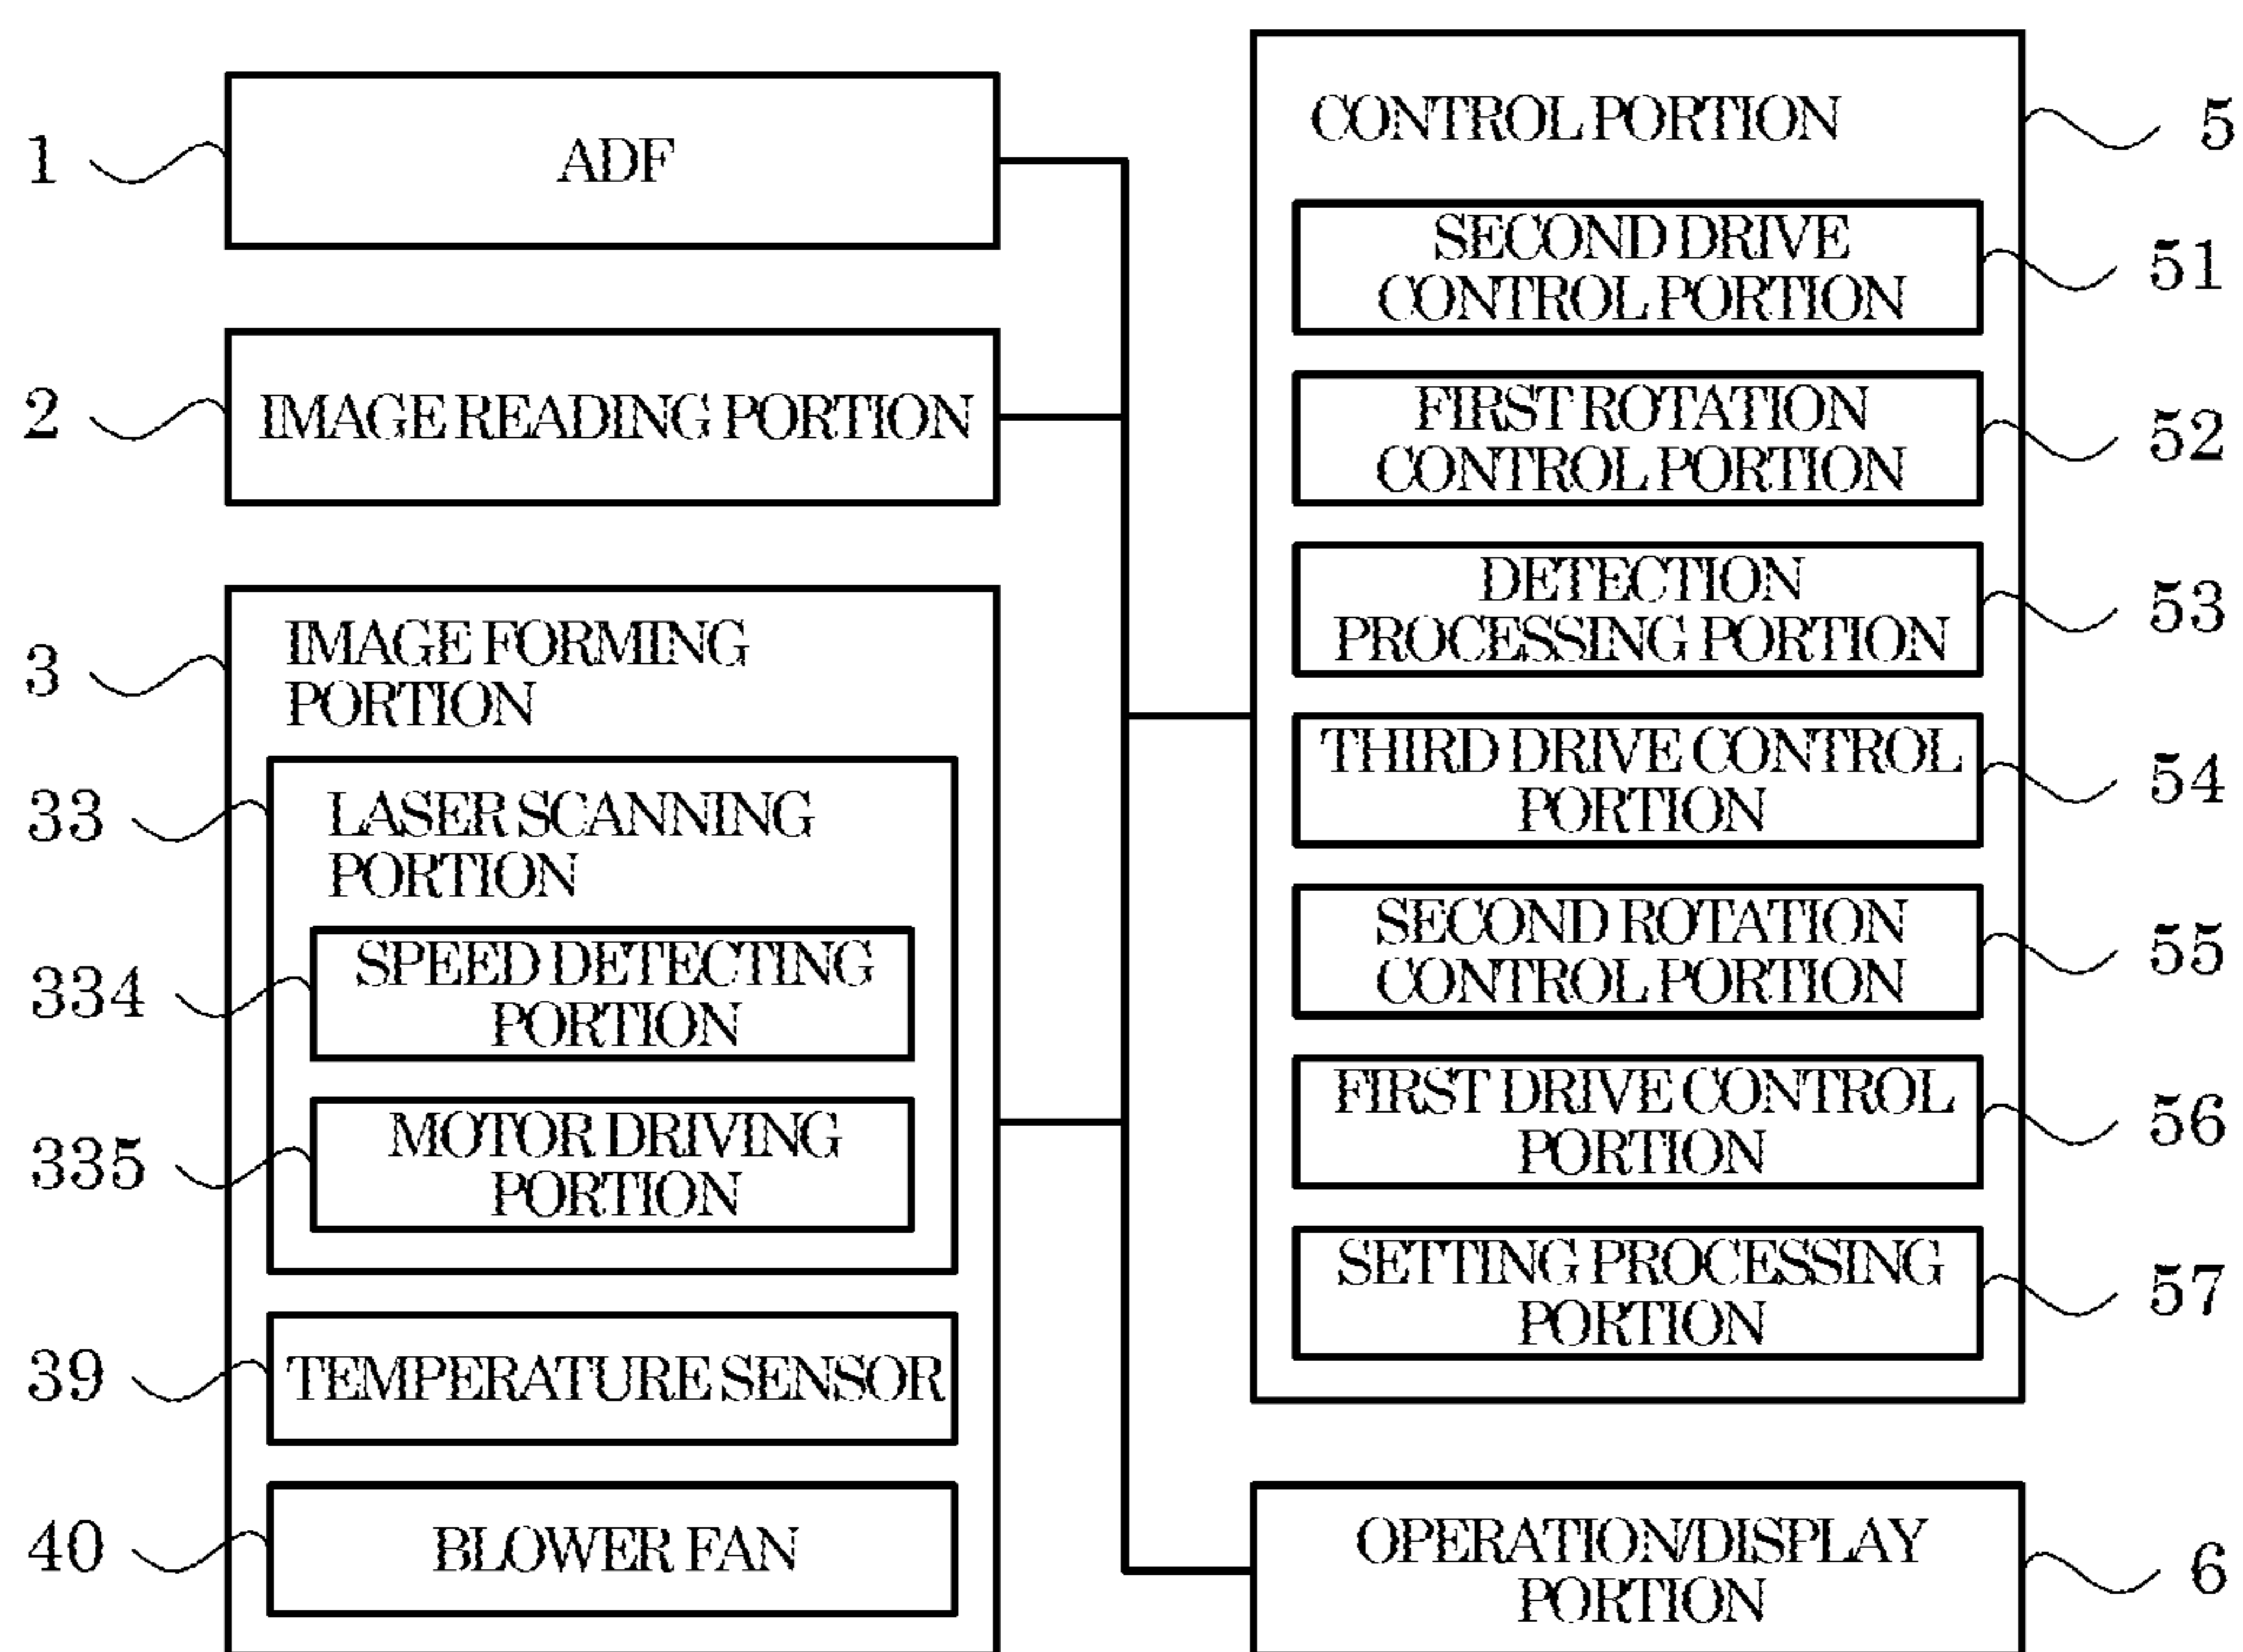 1
ADF
2
IMAGE READING PORTION
3
IMAGE FORMING
PORTION
33
LASER SCANNING
PORTION
334
SPEED DETECTING
PORTION
335
MOTOR DRIVING
PORTION
39
TEMPERATURE SENSOR
40
BLOWER FAN
CONTROL PORTION
5
SECOND DRIVE
CONTROL PORTION
51
FIRST ROTATION
CONTROL PORTION
52
DETECTION
PROCESSING PORTION
53
THIRD DRIVE CONTROL
PORTION
54
SECOND ROTATION
CONTROL PORTION
55
FIRST DRIVE CONTROL
PORTION
56
SETTING PROCESSING
PORTION
57
OPERATION/DISPLAY
PORTION
6